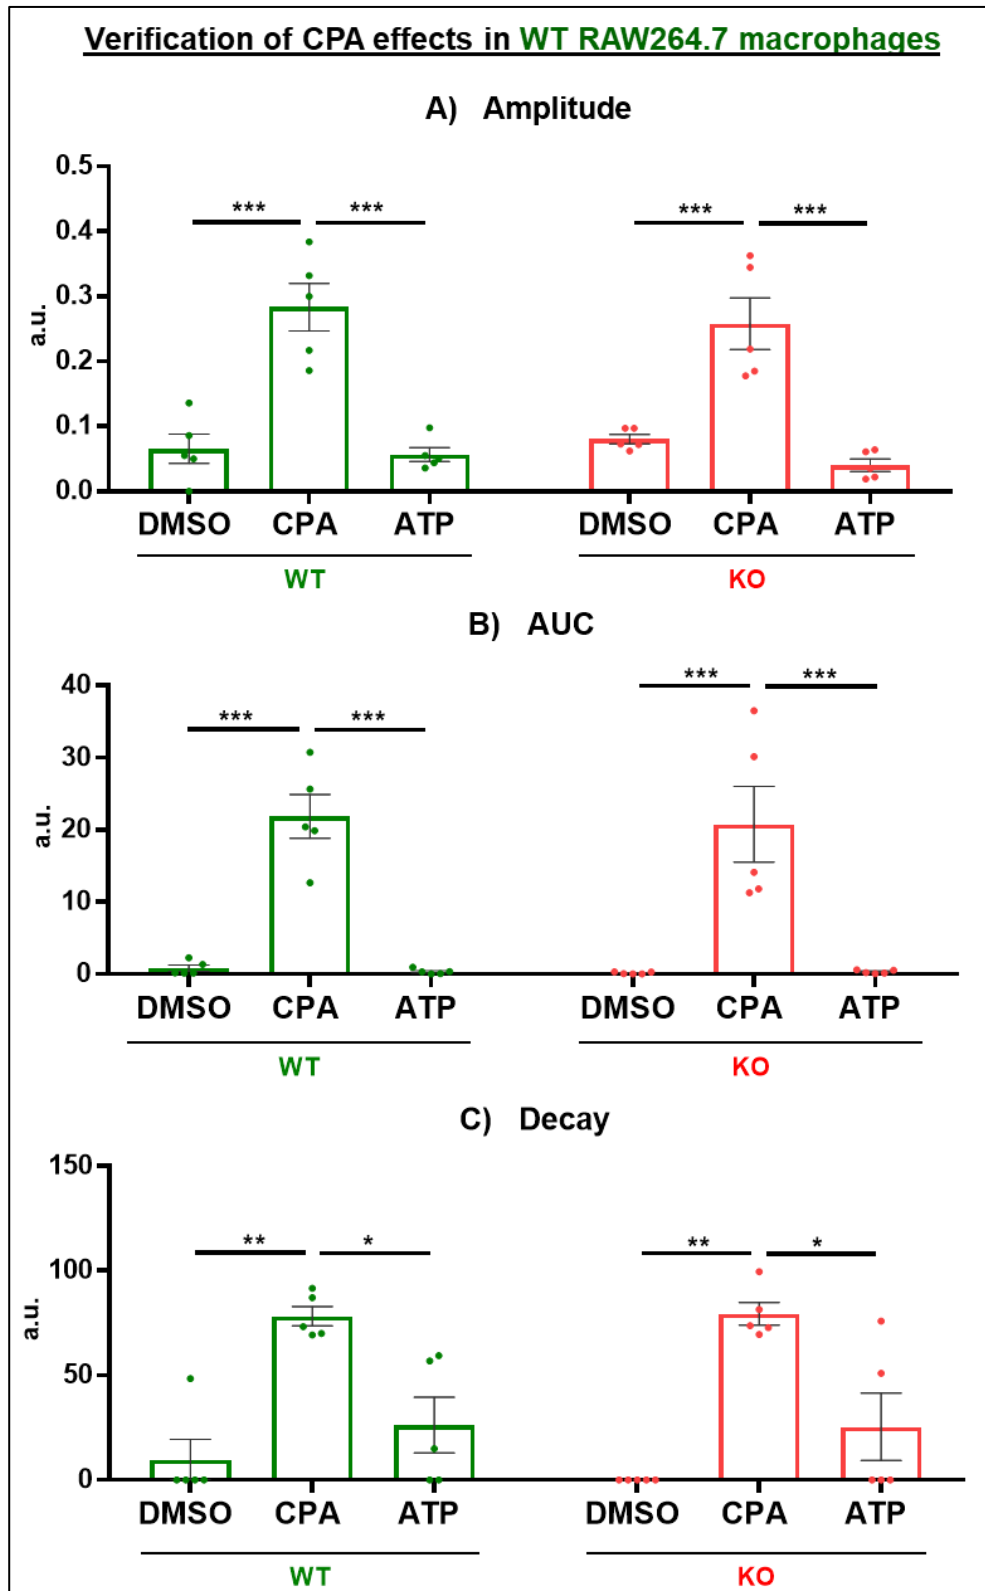 Verification of CPA effects in WT RAW264.7 macrophages
A) Amplitude
0.5
*** *** *** ***
0.4
0.3
a.u.
0.2
0.1
0.0
DMSO CPA ATP DMSO CPA ATP
WT KO
B) AUC
40
*** *** *** ***
30
a.u.
20
10
0
DMSO CPA ATP DMSO CPA ATP
WT KO
C) Decay
150
** * ** *
100
a.u.
50
0
DMSO CPA ATP DMSO CPA ATP
WT KO